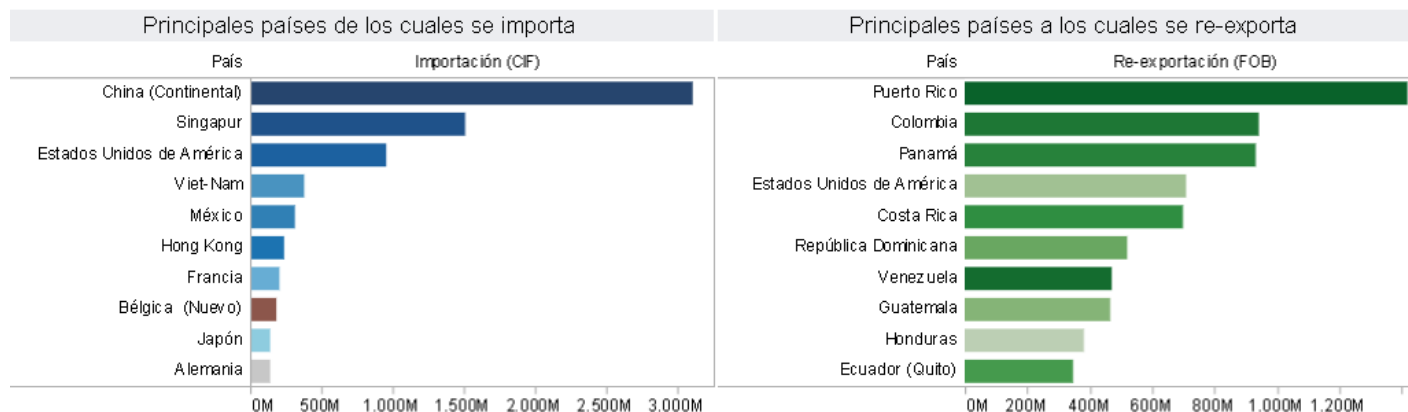 Principales países de los cuales se importa
País Importación (CIF)
China (Continental)
Singapur
Estados Unidos de América
Viet-Nam
México
Hong Kong
Francia
Bélgica (Nuevo)
Japón
Alemania
0M 500M 1.000M 1.500M 2.000M 2.500M 3.000M
Principales países a los cuales se re-exporta
País Re-exportación (FOB)
Puerto Rico
Colombia
Panamá
Estados Unidos de América
Costa Rica
República Dominicana
Venezuela
Guatemala
Honduras
Ecuador (Quito)
0M 200M 400M 600M 800M 1.000M 1.200M